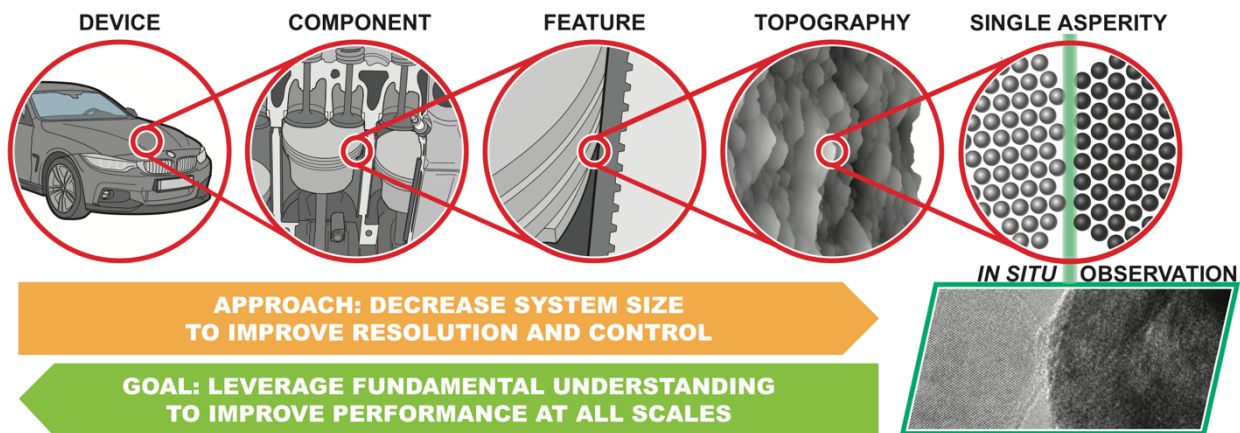 DEVICE
COMPONENT
FEATURE
TOPOGRAPHY
SINGLE ASPERITY
IN SITU OBSERVATION
APPROACH: DECREASE SYSTEM SIZE
TO IMPROVE RESOLUTION AND CONTROL
GOAL: LEVERAGE FUNDAMENTAL UNDERSTANDING
TO IMPROVE PERFORMANCE AT ALL SCALES